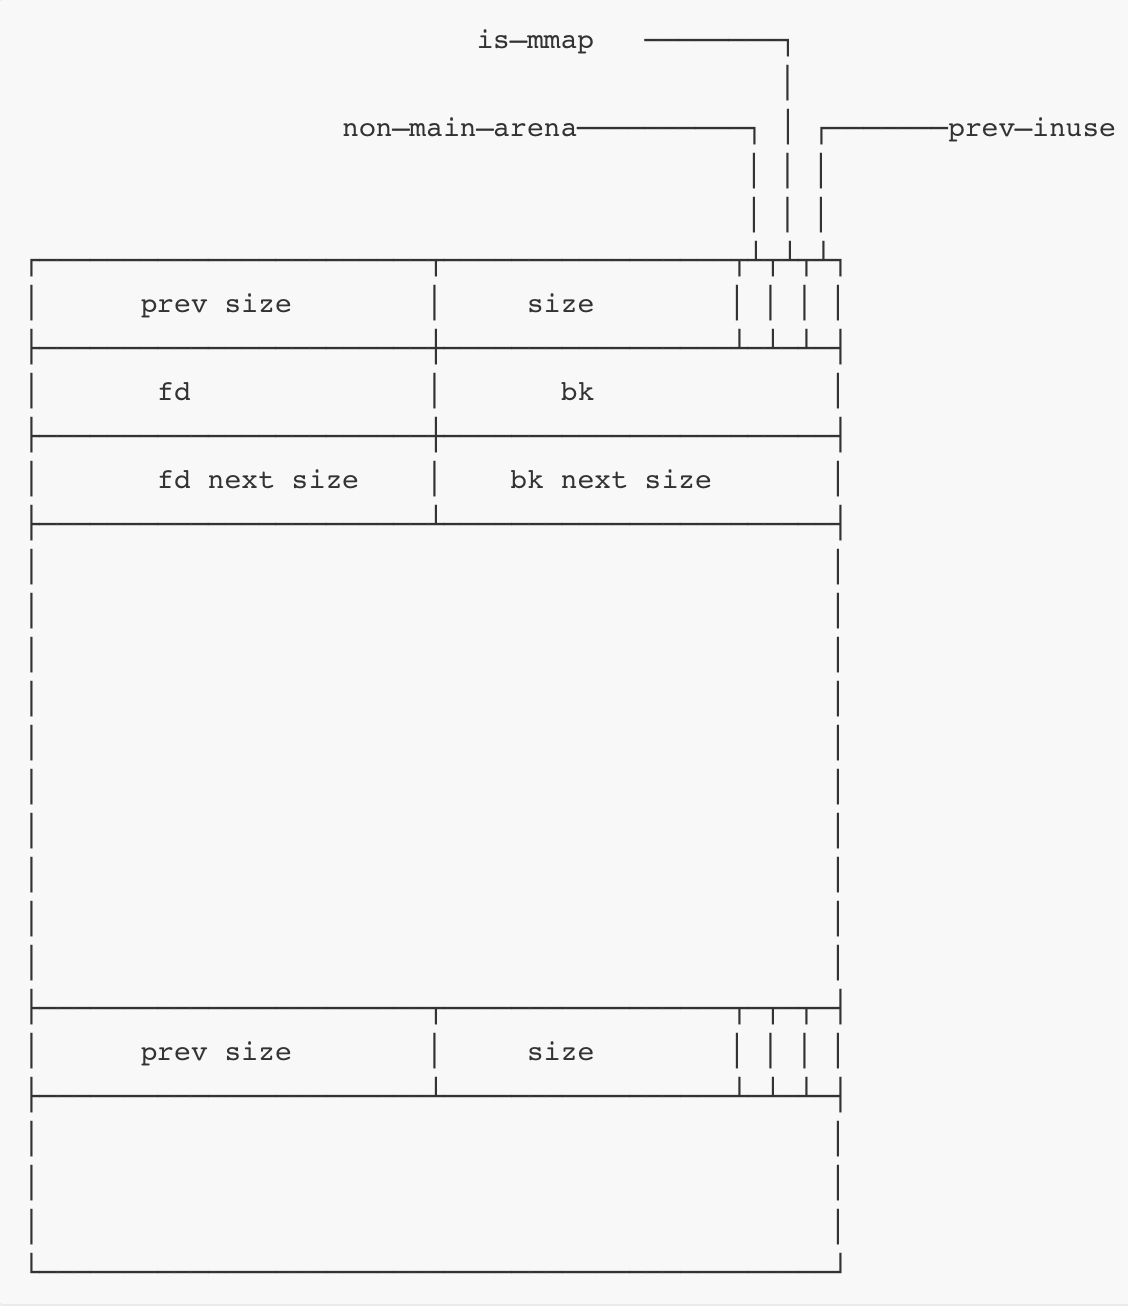 is—mmap
non—main—arena prev—inuse
prev size size
fd bk
fd next size bk next size
prev size size